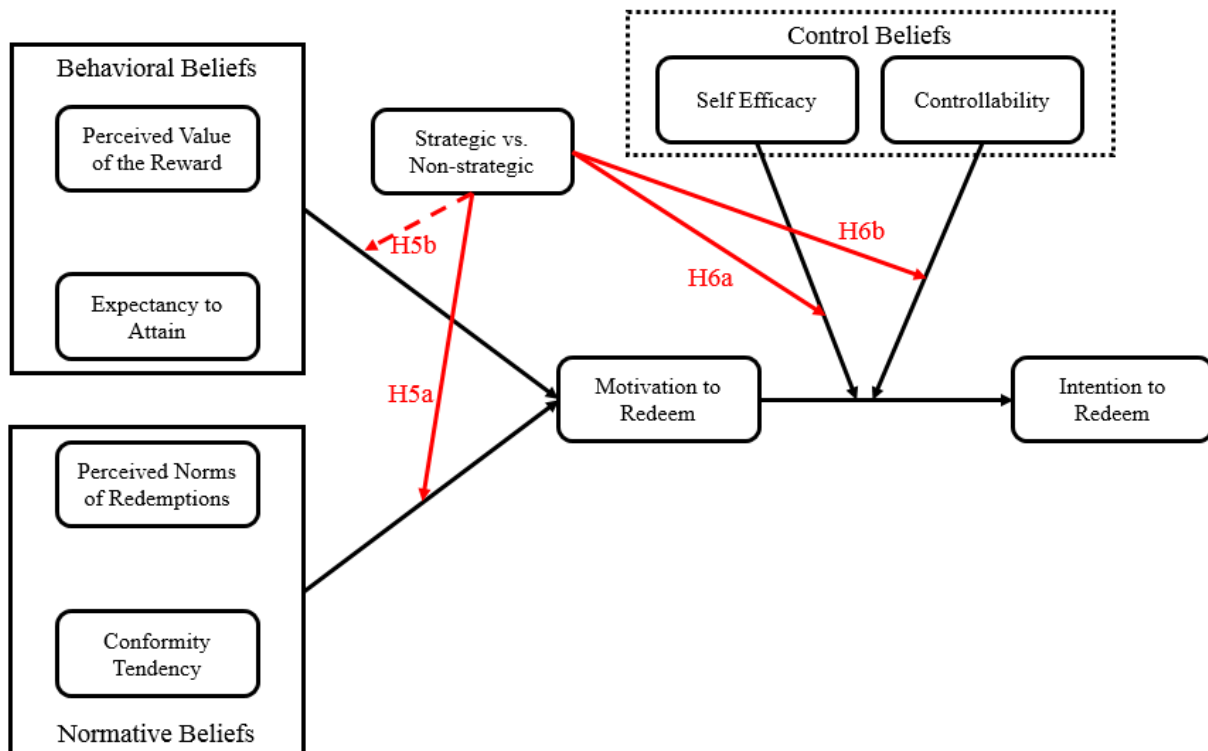 Behavioral Beliefs
Perceived Value
of the Reward
Expectancy to
Attain
Strategic vs.
Non-strategic
Control Beliefs
Self Efficacy
Controllability
H5b
H6b
H6a
H5a
Motivation to
Redeem
Intention to
Redeem
Perceived Norms
of Redemptions
Conformity
Tendency
Normative Beliefs